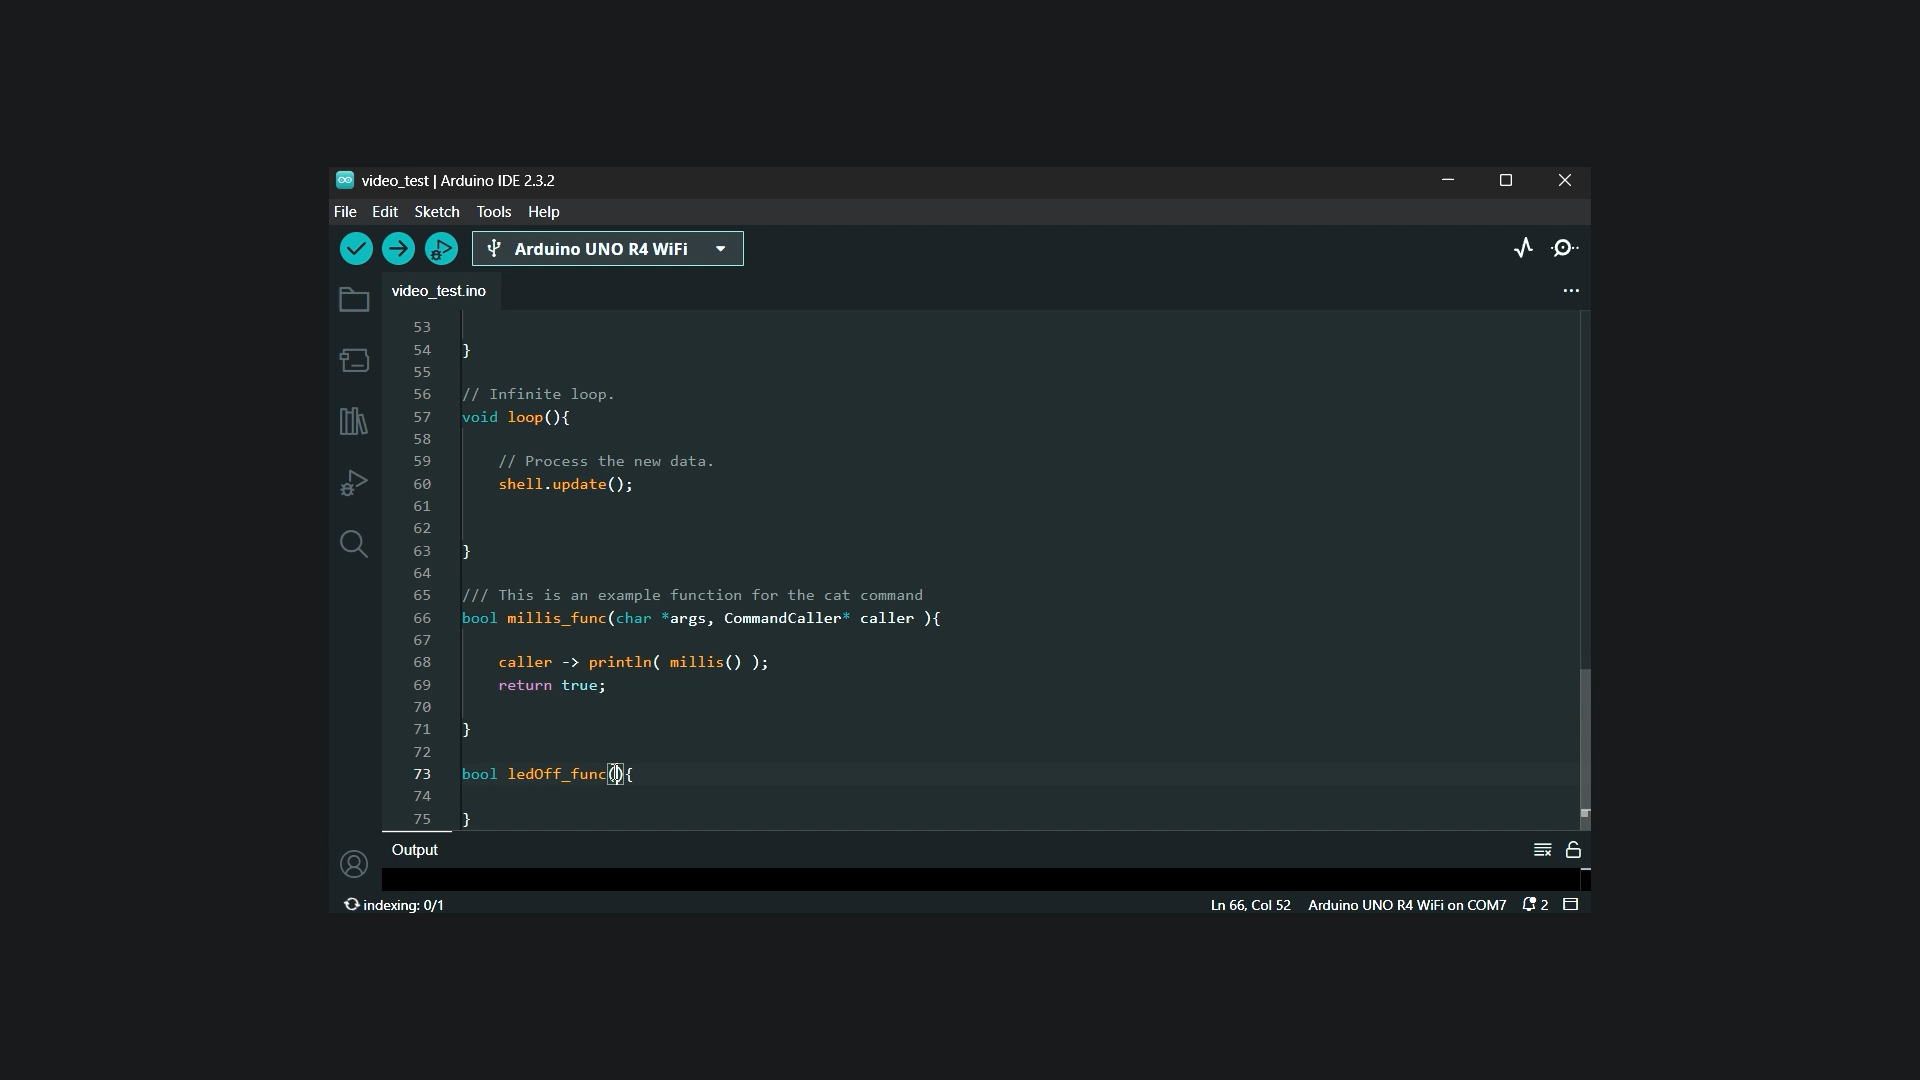 video_test | Arduino IDE 2.3.2
File Edit Sketch Tools Help
Arduino UNO R4 WiFi
video_test.ino
53
54 }
55
56 // Infinite loop.
57 void loop(){
58
59 // Process the new data.
60 shell.update();
61
62
63 }
64
65 /// This is an example function for the cat command
66 bool millis_func(char *args, CommandCaller* caller ){
67
68 caller -> println( millis() );
69 return true;
70
71 }
72
73 bool ledOff_func(){
74
75 }
Output
indexing: 0/1 Ln 66, Col 52 Arduino UNO R4 WiFi on COM7 2